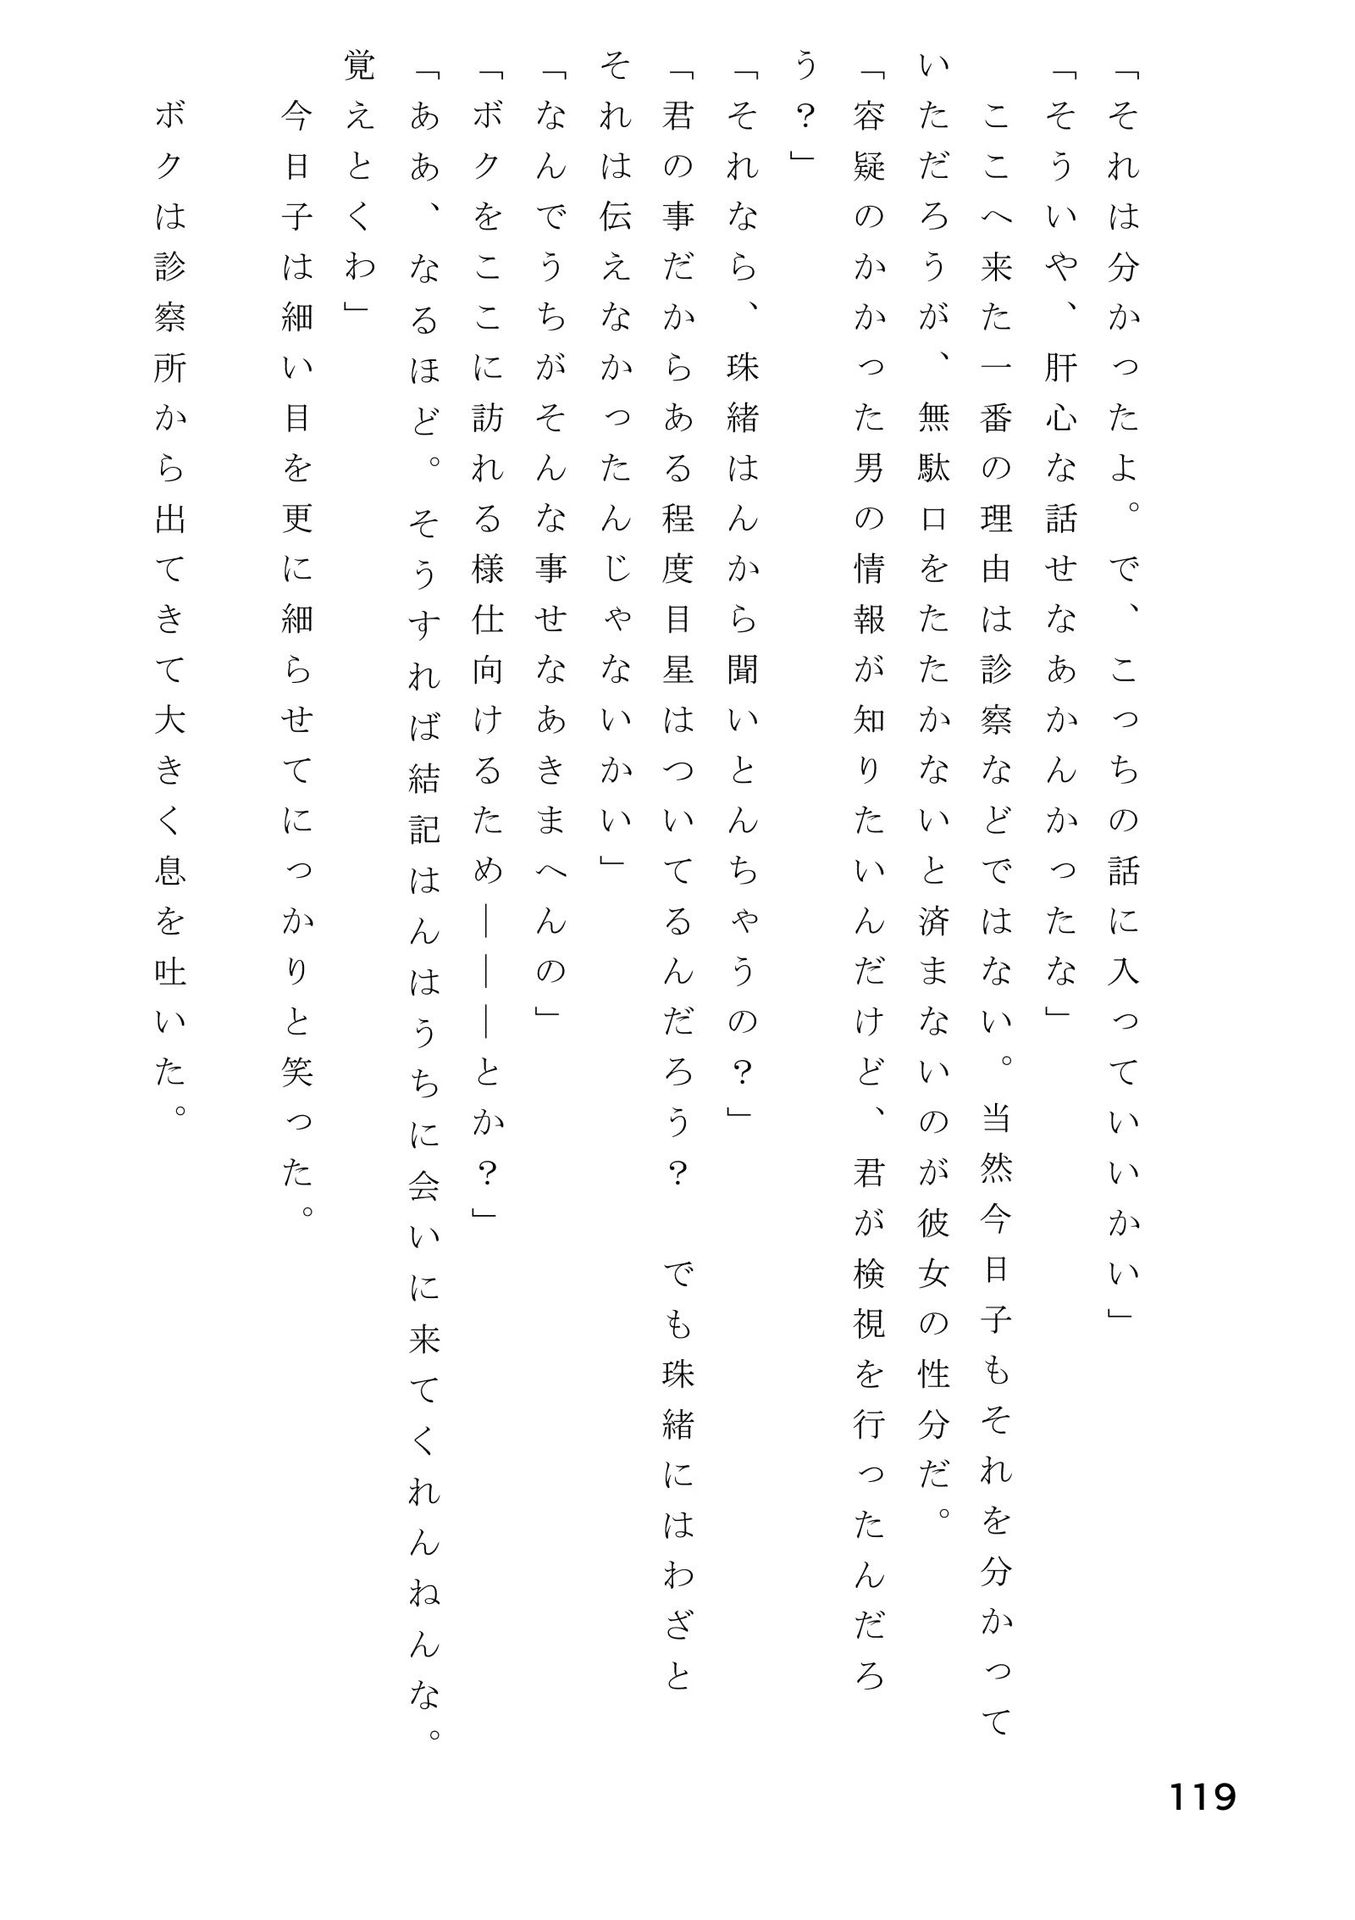 「それは分かったよ。で、こっちの話に入っていいかい」
「そういや、肝心な話せなあかんかったな」
　ここへ来た一番の理由は診察などではない。当然今日子もそれを分かって
いただろうが、無駄口をたたかないと済まないのが彼女の性分だ。
「容疑のかかった男の情報が知りたいんだけど、君が検視を行ったんだろ
う？」
「それなら、珠緒はんから聞いとんちゃうの？」
「君の事だからある程度目星はついてるんだろう？　でも珠緒にはわざと
それは伝えなかったんじゃないかい」
「なんでうちがそんな事せなあきまへんの」
「ボクをここに訪れる様仕向けるため―――とか？」
「ああ、なるほど。そうすれば結記はんはうちに会いに来てくれんねんな。
覚えとくわ」
　今日子は細い目を更に細らせてにっかりと笑った。
　ボクは診察所から出てきて大きく息を吐いた。
119